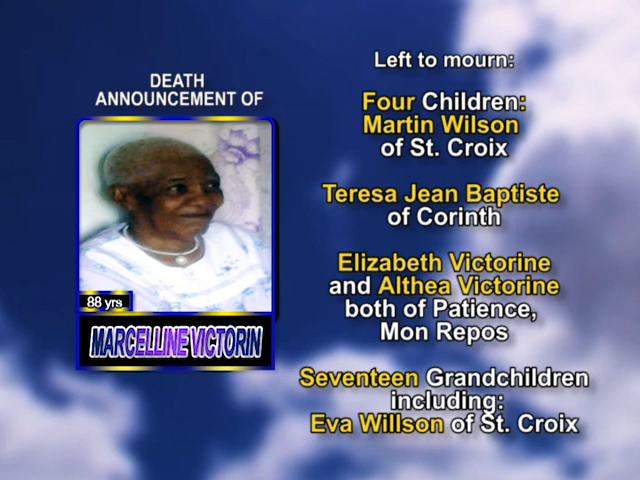 DEATH
ANNOUNCEMENT OF
88 yrs
MARCELLINE VICTORIN
Left to mourn:
Four Children:
Martin Wilson
of St. Croix
Teresa Jean Baptiste
of Corinth
Elizabeth Victorine
and Althea Victorine
both of Patience,
Mon Repos
Seventeen Grandchildren
including:
Eva Willson of St. Croix